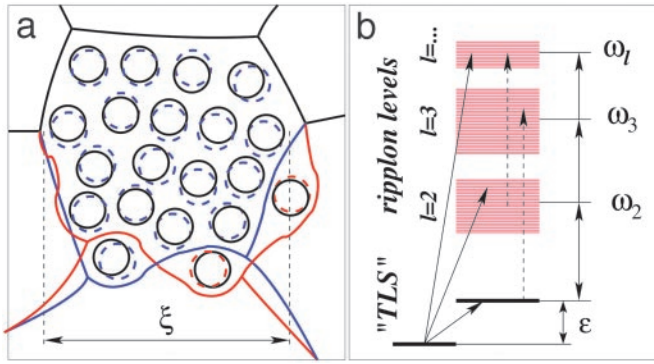 a
ξ
b
ripplon levels
l=...
l=3
l=2
"TLS"
ω_l
ω_3
ω_2
ε